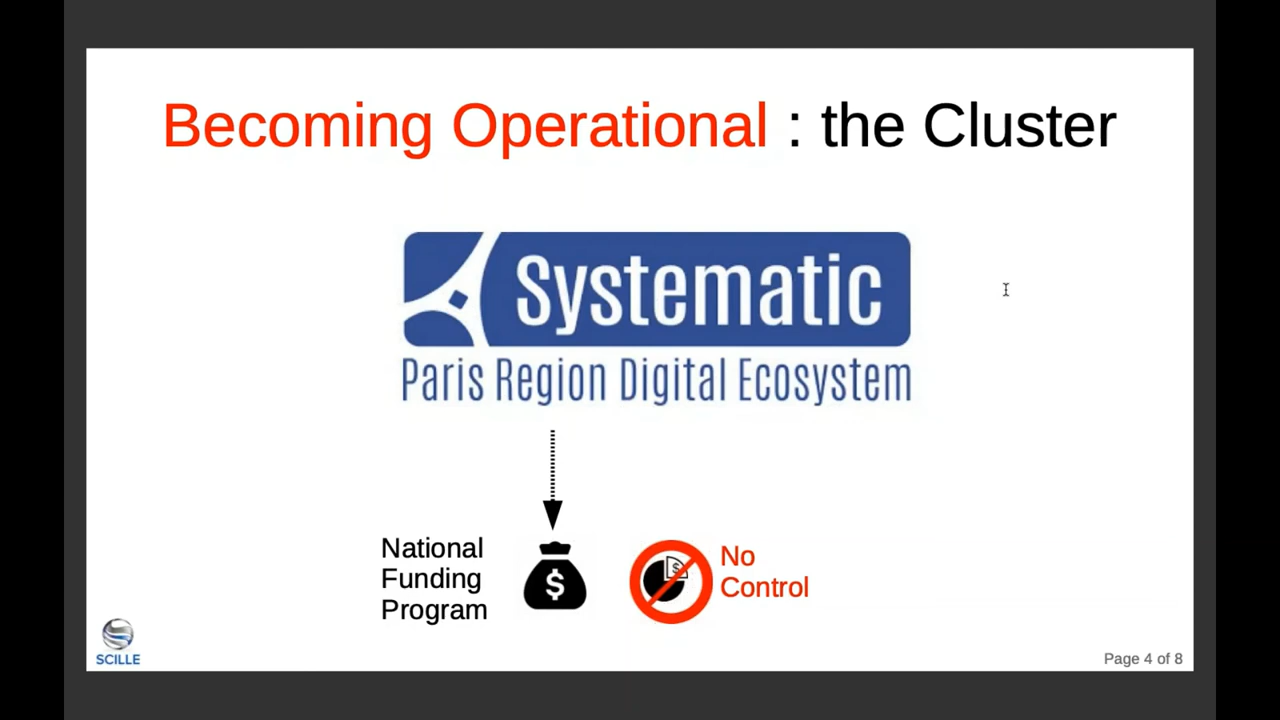 Becoming Operational : the Cluster
Systematic
Paris Region Digital Ecosystem
National
Funding
Program
$
$
No
Control
SCILLE
Page 4 of 8